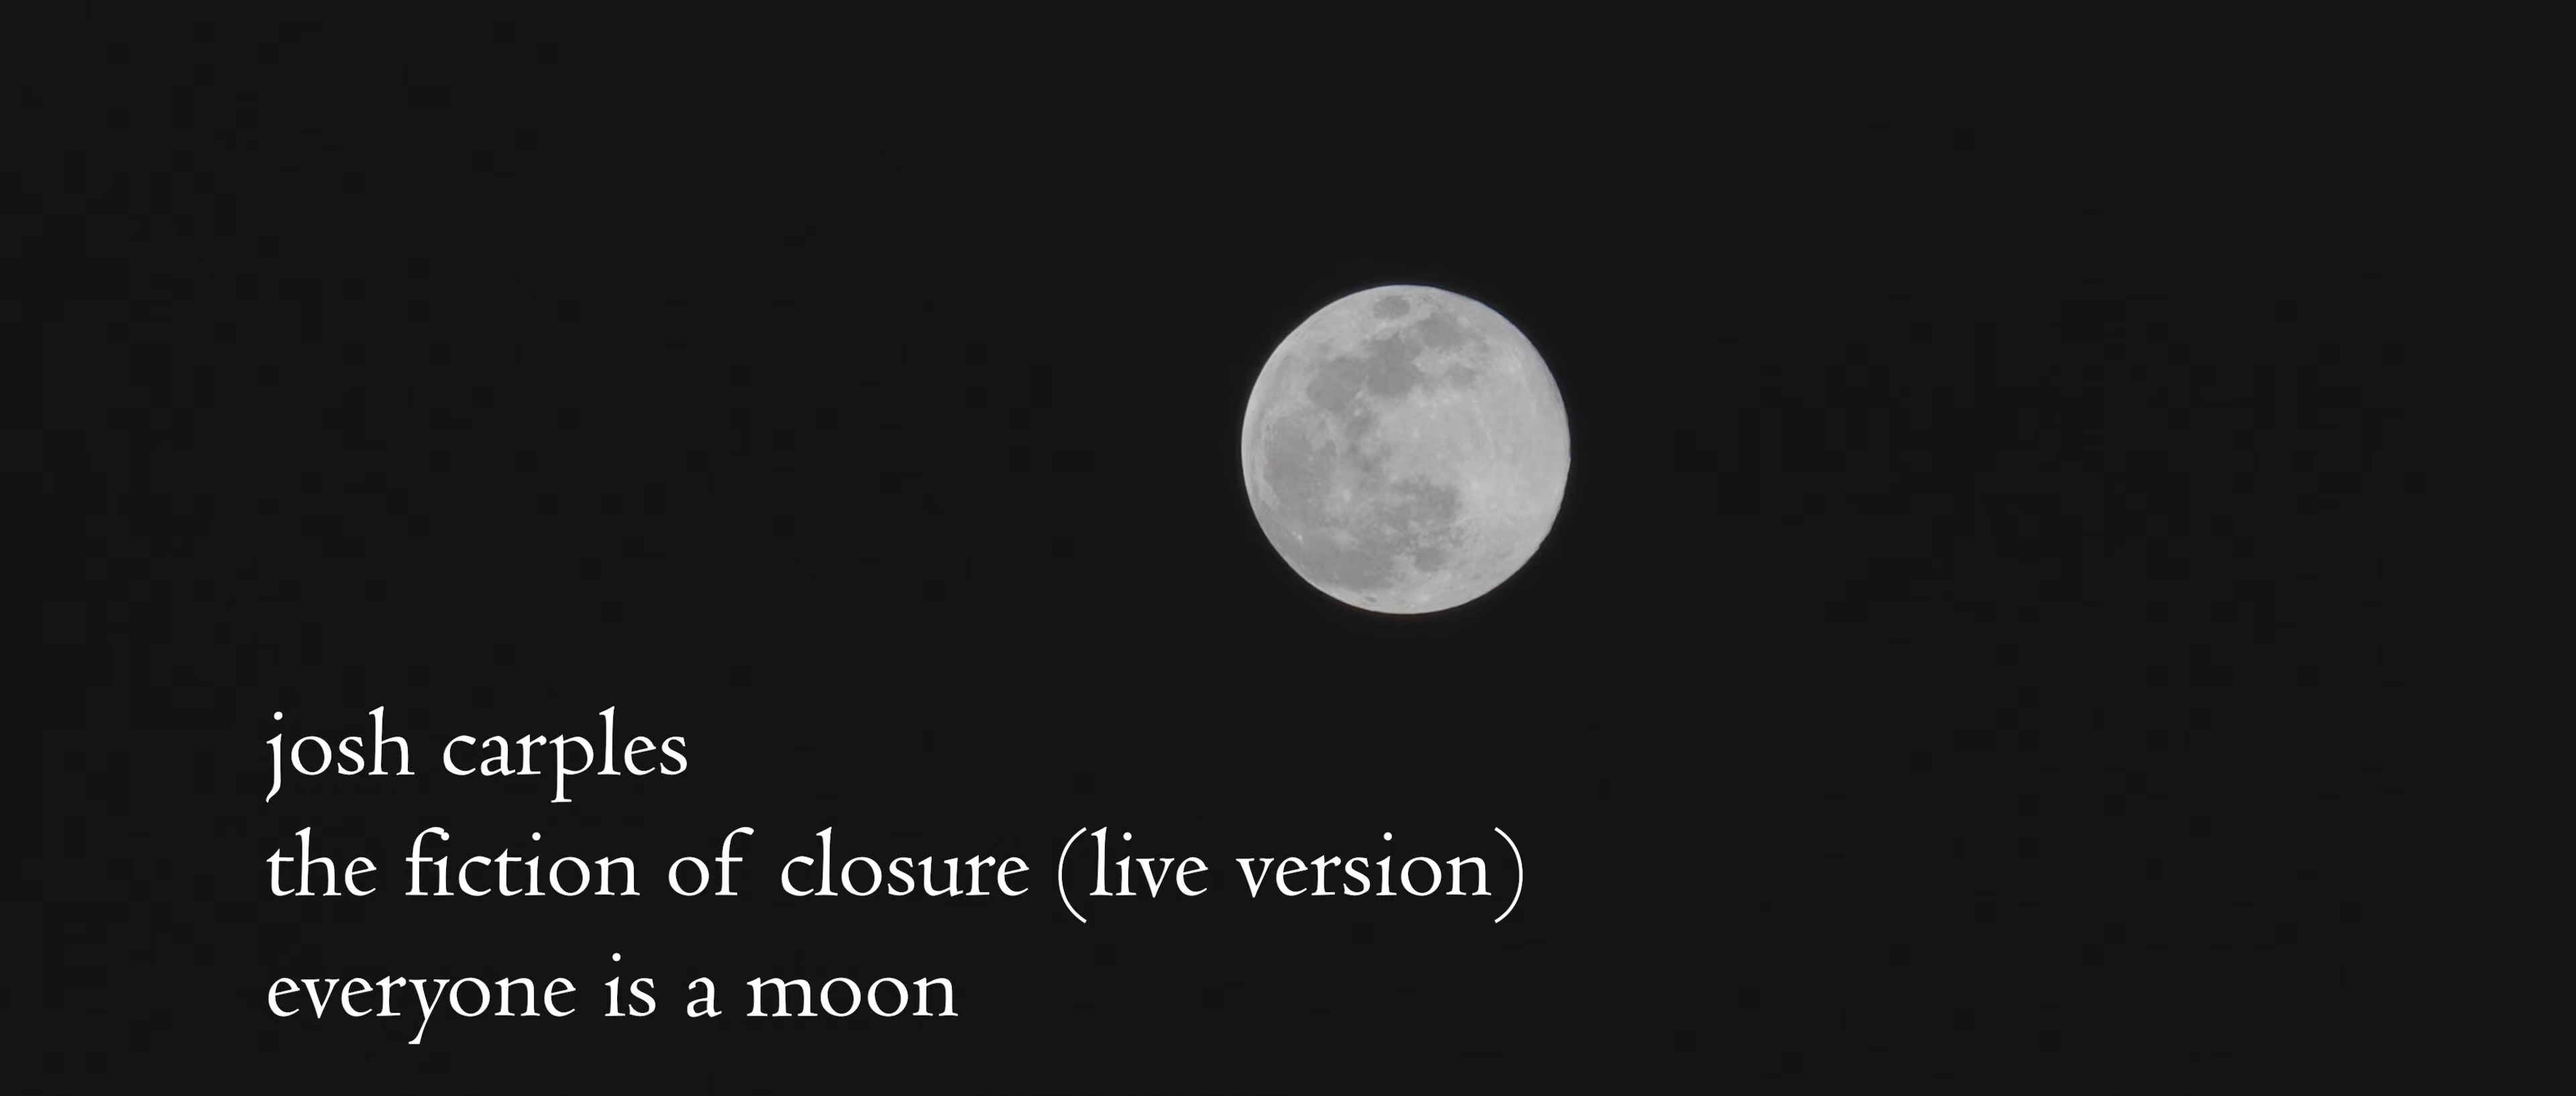 josh carples
the fiction of closure (live version)
everyone is a moon